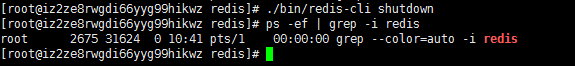 [root@iz2ze8rwgdi66yyg99hikwz redis]# ./bin/redis-cli shutdown
[root@iz2ze8rwgdi66yyg99hikwz redis]# ps -ef | grep -i redis
root      2675 31624  0 10:41 pts/1    00:00:00 grep --color=auto -i redis
[root@iz2ze8rwgdi66yyg99hikwz redis]#